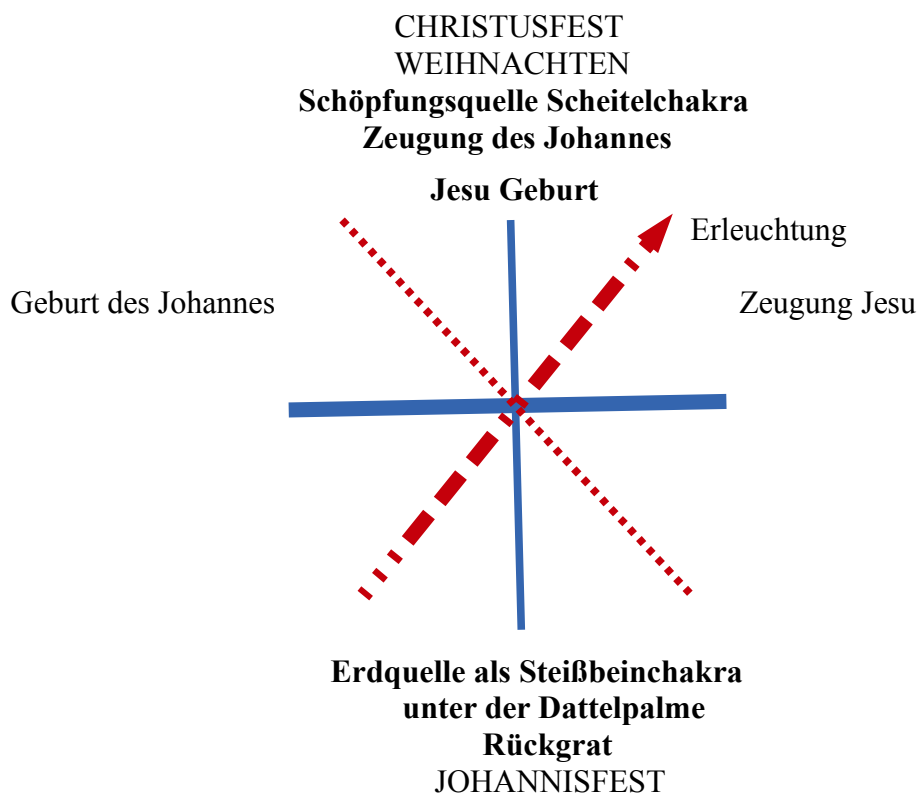 CHRISTUSFEST
WEIHNACHTEN
Schöpfungsquelle Scheitelchakra
Zeugung des Johannes
Jesu Geburt
Erleuchtung
Geburt des Johannes
Zeugung Jesu
Erdquelle als Steißbeinchakra
unter der Dattelpalme
Rückgrat
JOHANNISFEST